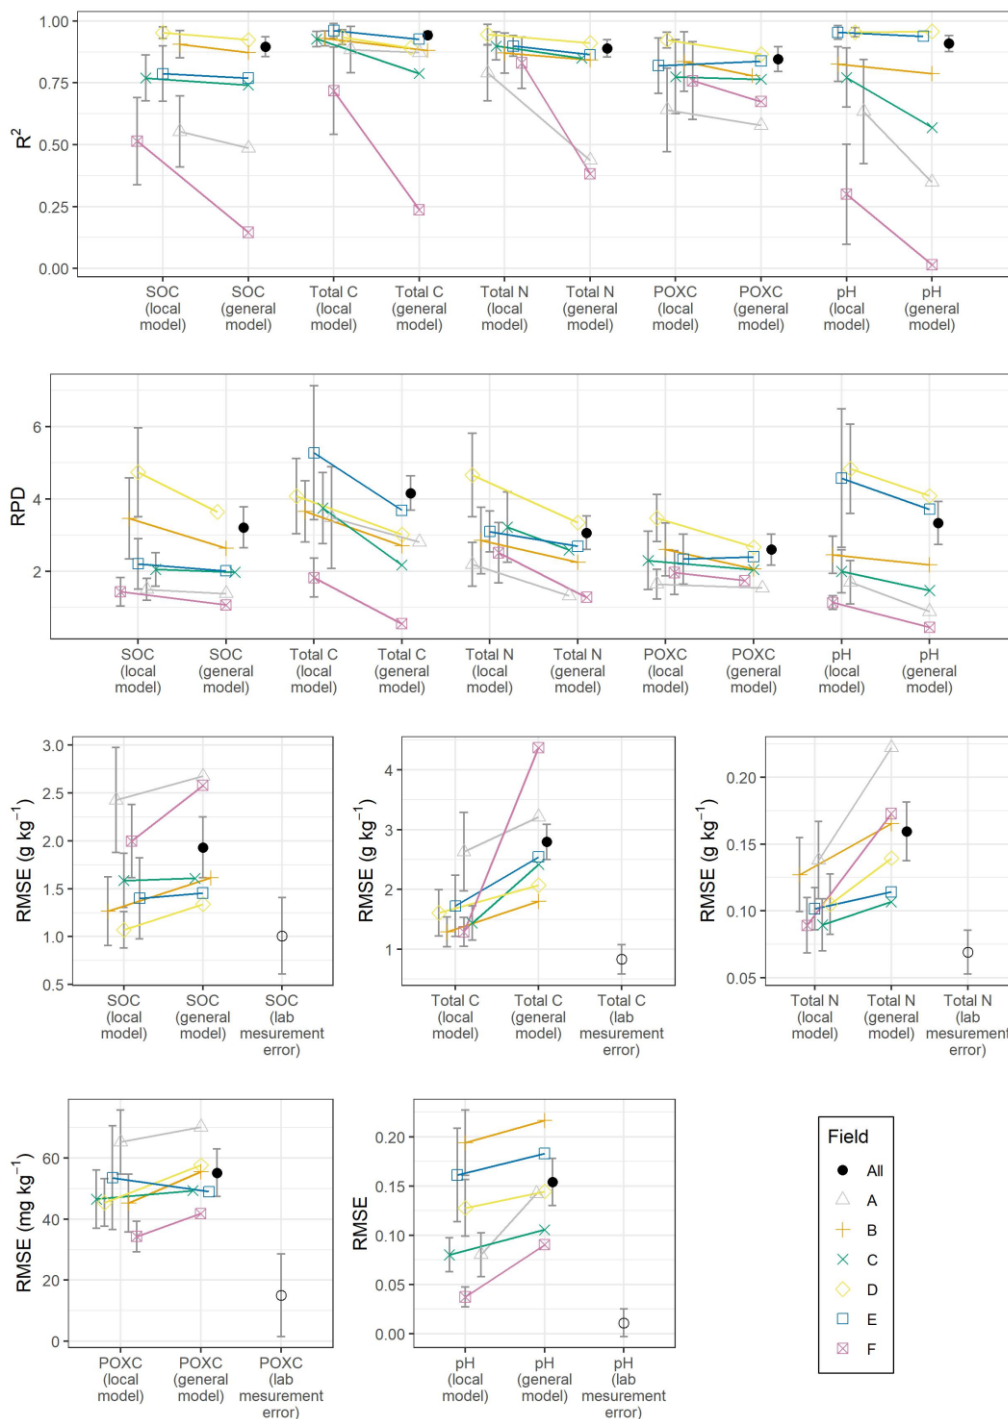 1.00
0.75
0.50
0.25
0.00
R²
SOC (local model)
SOC (general model)
Total C (local model)
Total C (general model)
Total N (local model)
Total N (general model)
POXC (local model)
POXC (general model)
pH (local model)
pH (general model)
6
4
2
RPD
SOC (local model)
SOC (general model)
Total C (local model)
Total C (general model)
Total N (local model)
Total N (general model)
POXC (local model)
POXC (general model)
pH (local model)
pH (general model)
3.0
2.5
2.0
1.5
1.0
0.5
RMSE (g kg⁻¹)
SOC (local model)
SOC (general model)
SOC (lab mesurement error)
4
3
2
1
RMSE (g kg⁻¹)
Total C (local model)
Total C (general model)
Total C (lab mesurement error)
0.20
0.15
0.10
0.05
RMSE (g kg⁻¹)
Total N (local model)
Total N (general model)
Total N (lab mesurement error)
60
40
20
0
RMSE (mg kg⁻¹)
POXC (local model)
POXC (general model)
POXC (lab mesurement error)
0.20
0.15
0.10
0.05
0.00
RMSE
pH (local model)
pH (general model)
pH (lab mesurement error)
Field
All
A
B
C
D
E
F